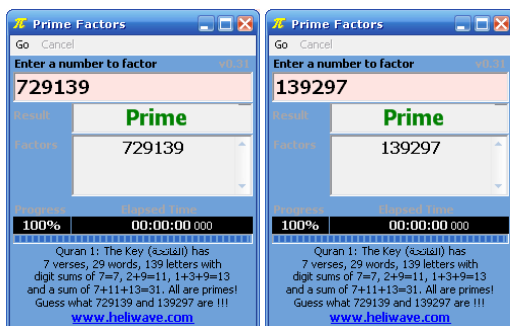 π Prime Factors
Go Cancel
Enter a number to factor v0.31
729139
Result Prime
Factors 729139
Progress Elapsed Time
100% 00:00:00 000
Quran 1: The Key (الفاتحة) has
7 verses, 29 words, 139 letters with
digit sums of 7=7, 2+9=11, 1+3+9=13
and a sum of 7+11+13=31. All are primes!
Guess what 729139 and 139297 are !!!
www.heliwave.com
π Prime Factors
Go Cancel
Enter a number to factor v0.31
139297
Result Prime
Factors 139297
Progress Elapsed Time
100% 00:00:00 000
Quran 1: The Key (الفاتحة) has
7 verses, 29 words, 139 letters with
digit sums of 7=7, 2+9=11, 1+3+9=13
and a sum of 7+11+13=31. All are primes!
Guess what 729139 and 139297 are !!!
www.heliwave.com